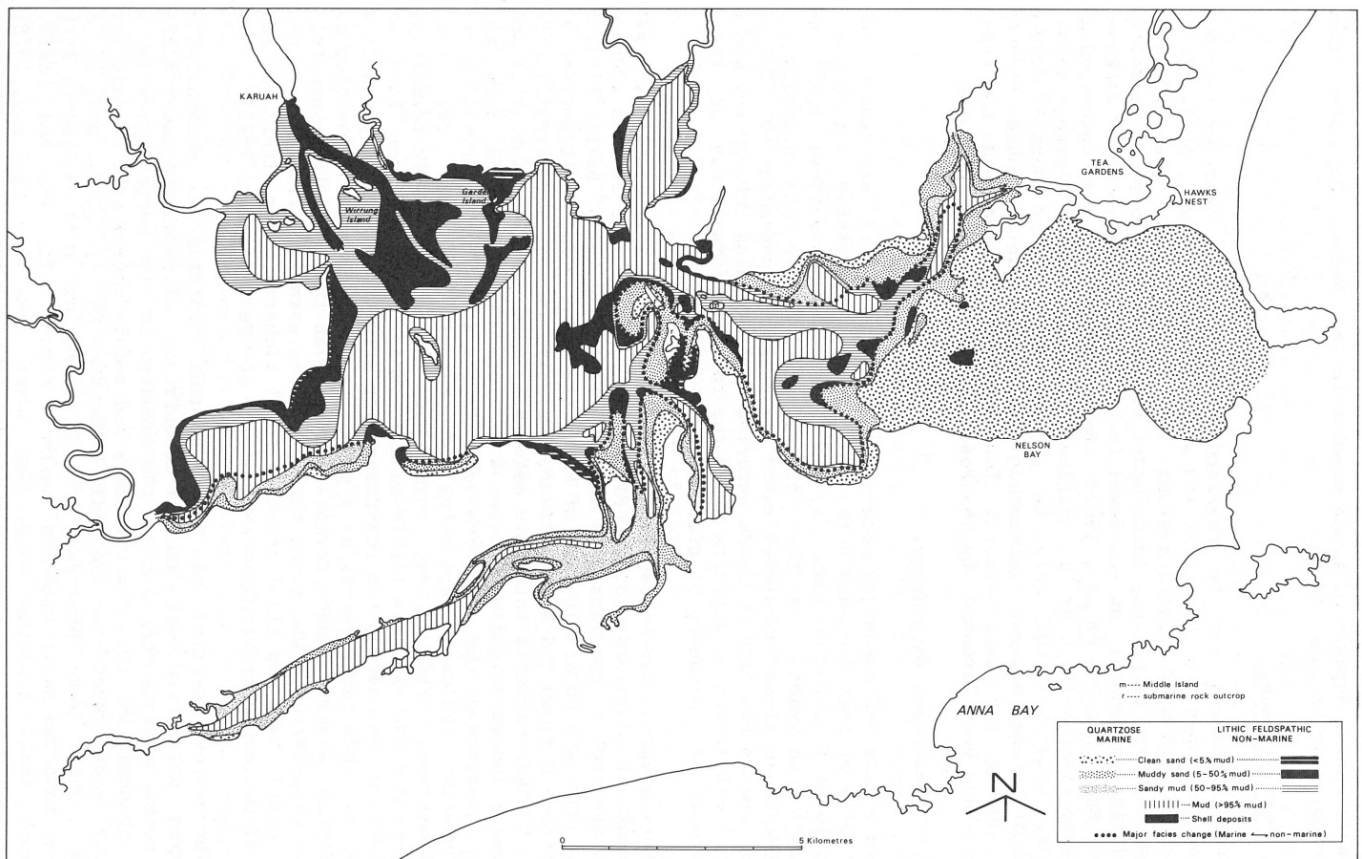 KARUAH
TEA
GARDENS
HAWKS
NEST
Garden
Island
Wirrung
Island
NELSON
BAY
m---- Middle Island
r ---- submarine rock outcrop
ANNA BAY
QUARTZOSE
MARINE
LITHIC FELDSPATHIC
NON-MARINE
Clean sand (<5% mud)
Muddy sand (5-50% mud)
Sandy mud (50-95% mud)
Mud (>95% mud)
Shell deposits
Major facies change (Marine ⟷ non-marine)
N
0 5 Kilometres